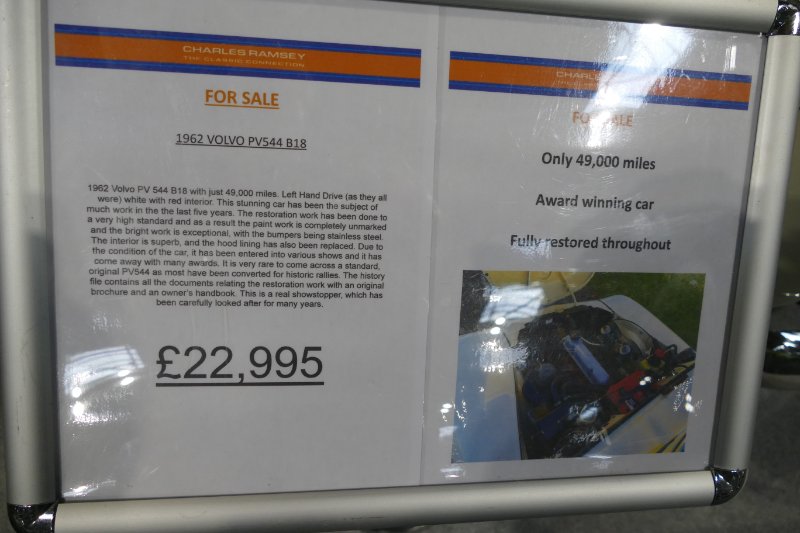 CHARLES RAMSEY
THE CLASSIC CONNECTION
FOR SALE
1962 VOLVO PV544 B18
1962 Volvo PV 544 B18 with just 49,000 miles. Left Hand Drive (as they all
were) white with red interior. This stunning car has been the subject of
much work in the the last five years. The restoration work has been done to
a very high standard and as a result the paint work is completely unmarked
and the bright work is exceptional, with the bumpers being stainless steel.
The interior is superb, and the hood lining has also been replaced. Due to
the condition of the car, it has been entered into various shows and it has
come away with many awards. It is very rare to come across a standard,
original PV544 as most have been converted for historic rallies. The history
file contains all the documents relating the restoration work with an original
brochure and an owner's handbook. This is a real showstopper, which has
been carefully looked after for many years.
£22,995
CHARLES
FOR SALE
Only 49,000 miles
Award winning car
Fully restored throughout